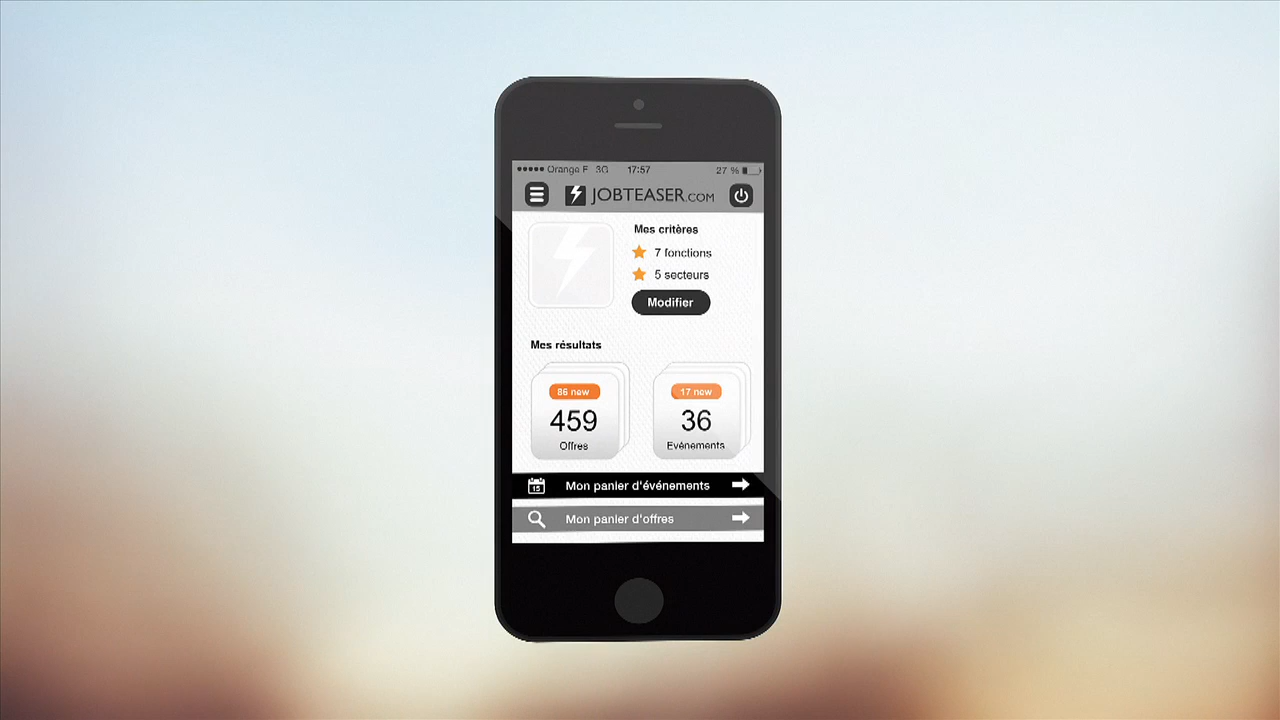 Orange F 3G 17:57 27 %
JOBTEASER.COM
Mes critères
7 fonctions
5 secteurs
Modifier
Mes résultats
86 new 17 new
459 36
Offres Evénements
15 Mon panier d'événements
Mon panier d'offres